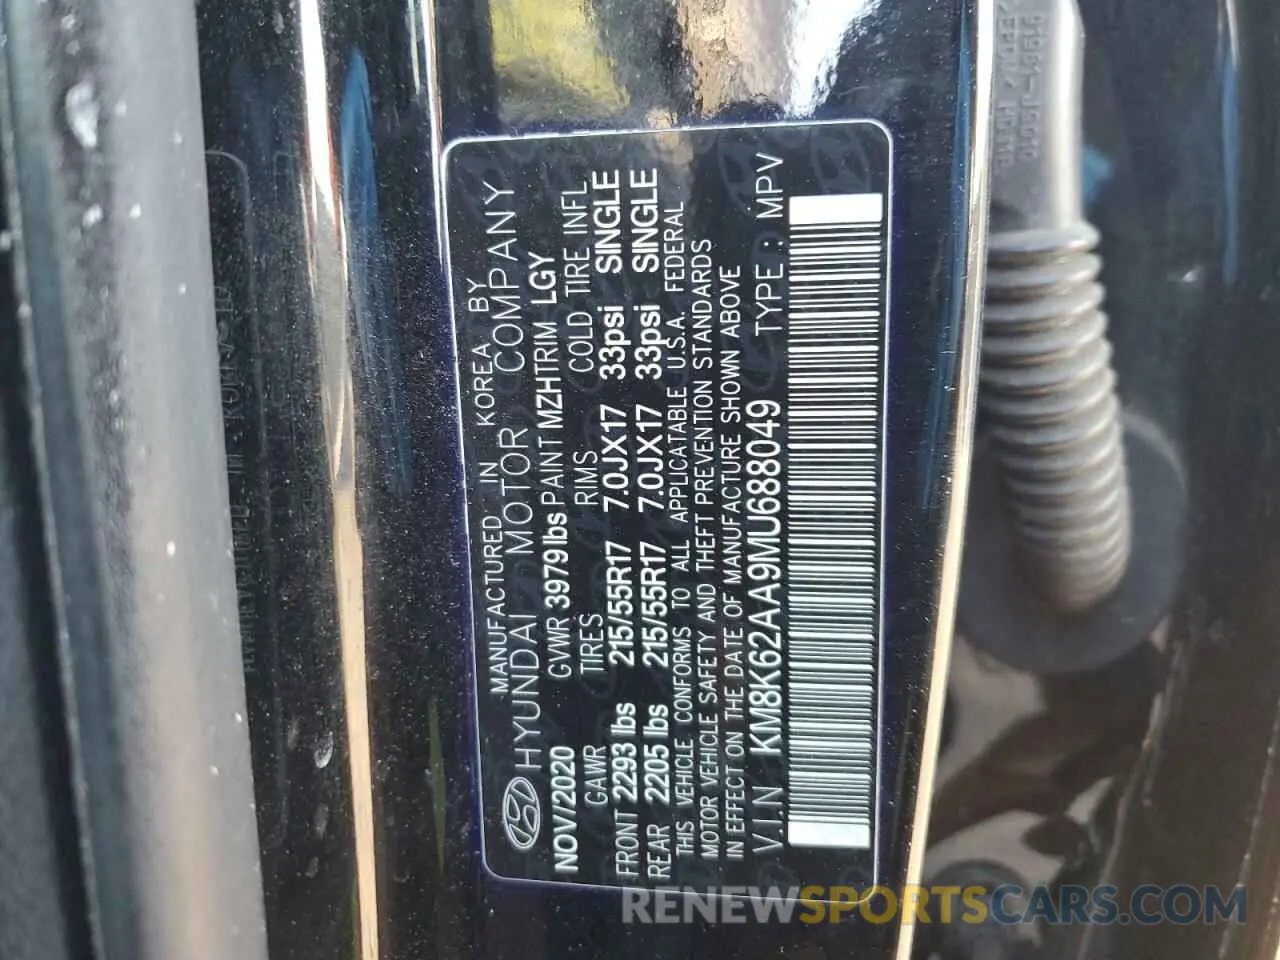 MANUFACTURED IN KOREA BY
HYUNDAI MOTOR COMPANY
NOV/2020 GVWR 3979lbs PAINT MZH TRIM LGY
GAWR TIRES RMS COLD TIRE INFL
FRONT 2293 lbs 215/55R17 7.0JX17 33psi SINGLE
REAR 2205 lbs 215/55R17 7.0JX17 33psi SINGLE
THIS VEHICLE CONFORMS TO ALL APPLICATABLE U.S.A. FEDERAL
MOTOR VEHICLE SAFETY AND THEFT PREVENTION STANDARDS
IN EFFECT ON THE DATE OF MANUFACTURE SHOWN ABOVE
V.I.N KM8K62AA9MU688049 TYPE : MPV
RENEWSPORTSCARS.COM